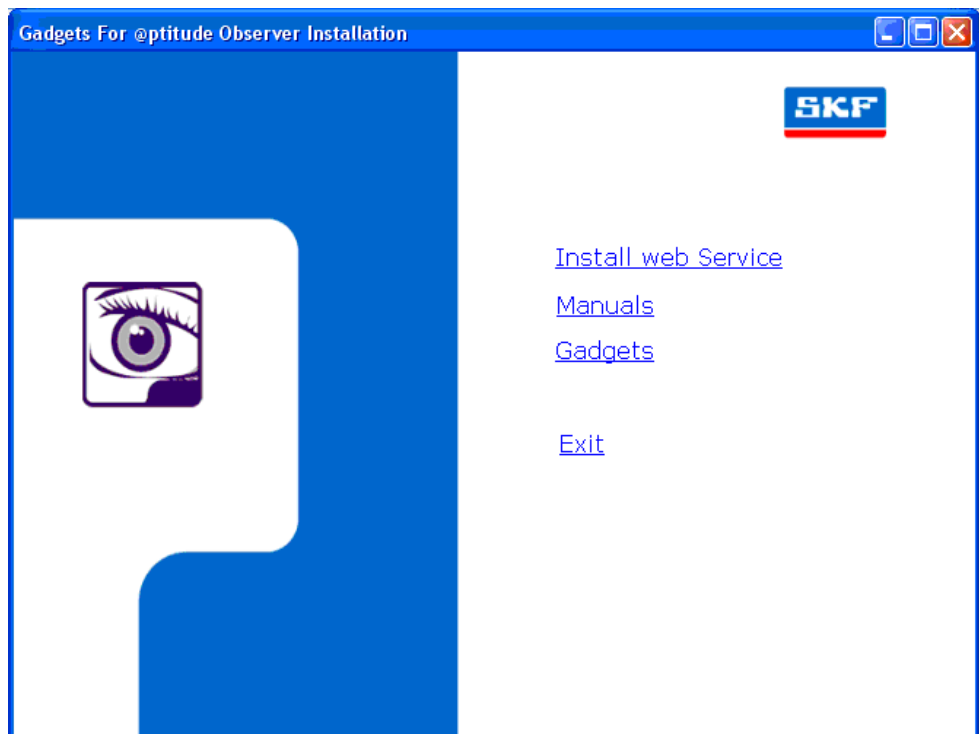 Gadgets For @ptitude Observer Installation
SKF
Install web Service
Manuals
Gadgets
Exit